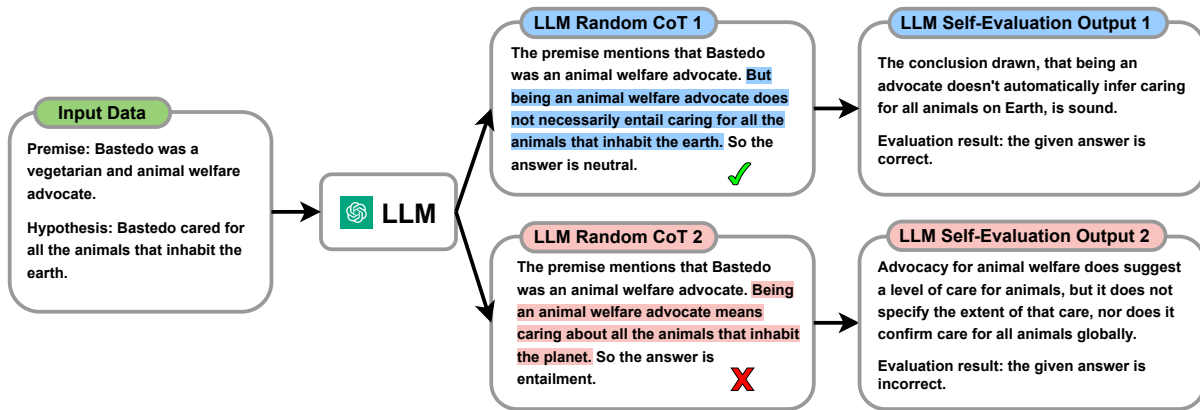 Input Data
Premise: Bastedo was a
vegetarian and animal welfare
advocate.
Hypothesis: Bastedo cared for
all the animals that inhabit the
earth.
LLM
LLM Random CoT 1
The premise mentions that Bastedo
was an animal welfare advocate. But
being an animal welfare advocate does
not necessarily entail caring for all the
animals that inhabit the earth. So the
answer is neutral.
LLM Self-Evaluation Output 1
The conclusion drawn, that being an
advocate doesn't automatically infer caring
for all animals on Earth, is sound.
Evaluation result: the given answer is
correct.
LLM Random CoT 2
The premise mentions that Bastedo
was an animal welfare advocate. Being
an animal welfare advocate means
caring about all the animals that inhabit
the planet. So the answer is
entailment.
LLM Self-Evaluation Output 2
Advocacy for animal welfare does suggest
a level of care for animals, but it does not
specify the extent of that care, nor does it
confirm care for all animals globally.
Evaluation result: the given answer is
incorrect.